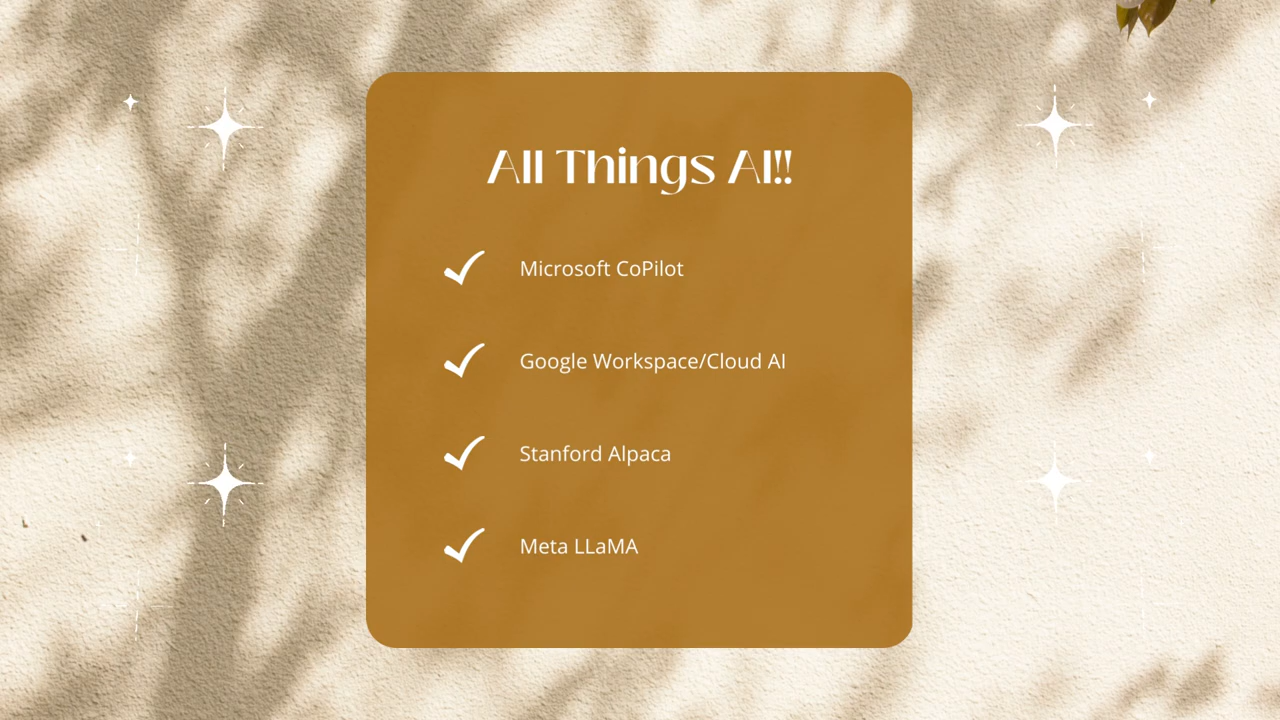 All Things AI!!
Microsoft CoPilot
Google Workspace/Cloud AI
Stanford Alpaca
Meta LLaMA